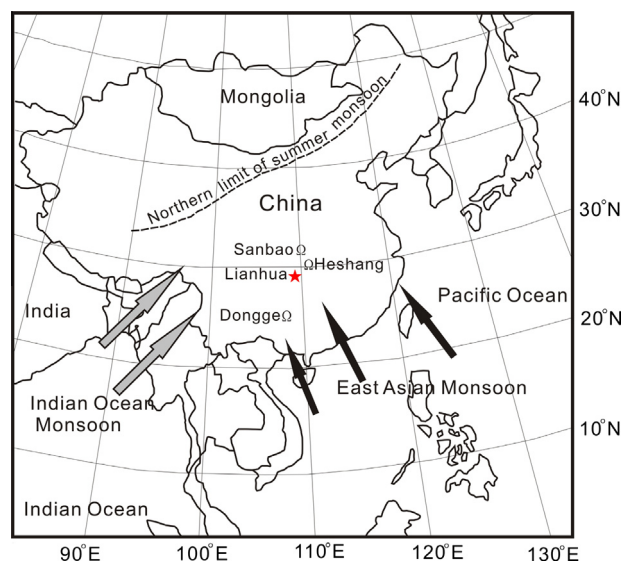 Mongolia
40°N
Northern limit of summer monsoon
China
30°N
SanbaoΩ
ΩHeshang
Lianhua
Pacific Ocean
India
DonggeΩ
20°N
East Asian Monsoon
Indian Ocean
Monsoon
10°N
Indian Ocean
90°E
100°E
110°E
120°E
130°E